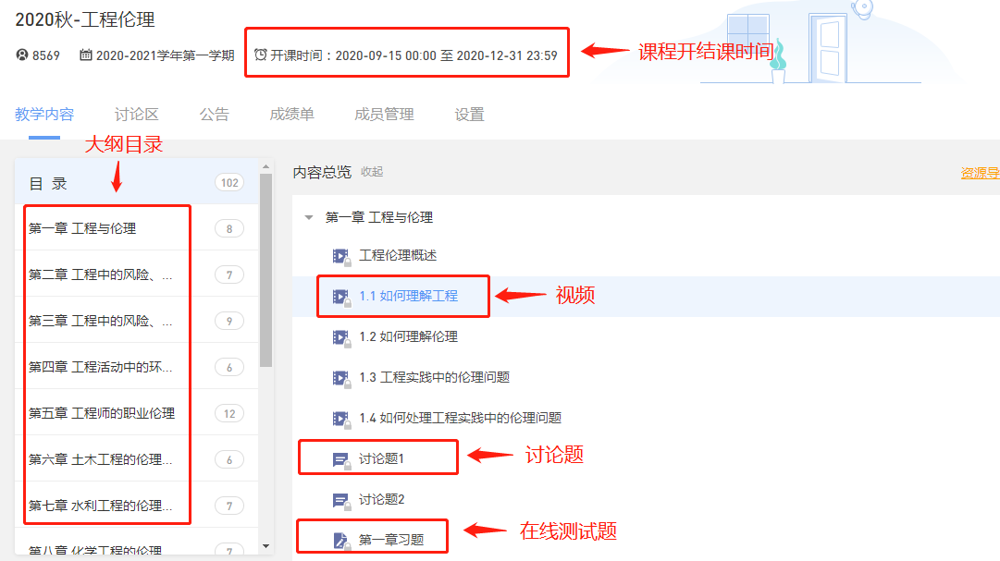 2020秋-工程伦理
8569 2020-2021学年第一学期 开课时间：2020-09-15 00:00 至 2020-12-31 23:59 课程开结课时间
教学内容 讨论区 公告 成绩单 成员管理 设置
大纲目录
目 录 102
第一章 工程与伦理 8
第二章 工程中的风险、... 7
第三章 工程中的风险、... 9
第四章 工程活动中的环... 6
第五章 工程师的职业伦理 12
第六章 土木工程的伦理... 6
第七章 水利工程的伦理... 7
第八章 化学工程的伦理 7
内容总览 收起 资源导
第一章 工程与伦理
工程伦理概述
1.1 如何理解工程 视频
1.2 如何理解伦理
1.3 工程实践中的伦理问题
1.4 如何处理工程实践中的伦理问题
讨论题1 讨论题
讨论题2
第一章习题 在线测试题